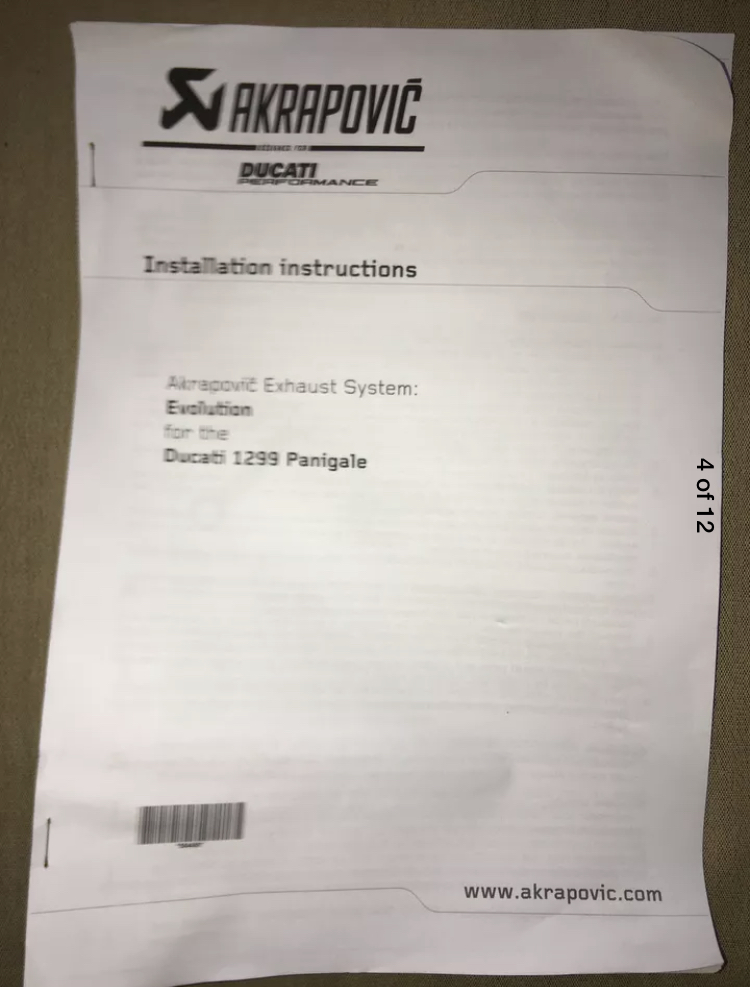 AKRAPOVIČ
DUCATI
PERFORMANCE
Installation instructions
Akrapovič Exhaust System:
Evolution
for the
Ducati 1299 Panigale
4 of 12
www.akrapovic.com